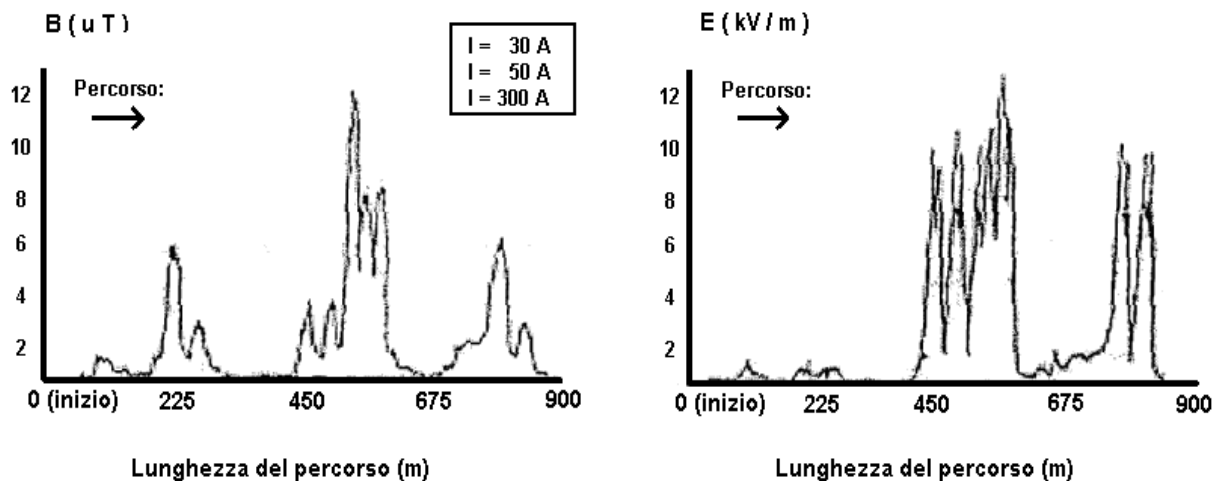 B ( u T )
I = 30 A
I = 50 A
I = 300 A
Percorso:
12
10
8
6
4
2
0 (inizio) 225 450 675 900
Lunghezza del percorso (m)
E ( kV / m )
Percorso:
12
10
8
6
4
2
0 (inizio) 225 450 675 900
Lunghezza del percorso (m)